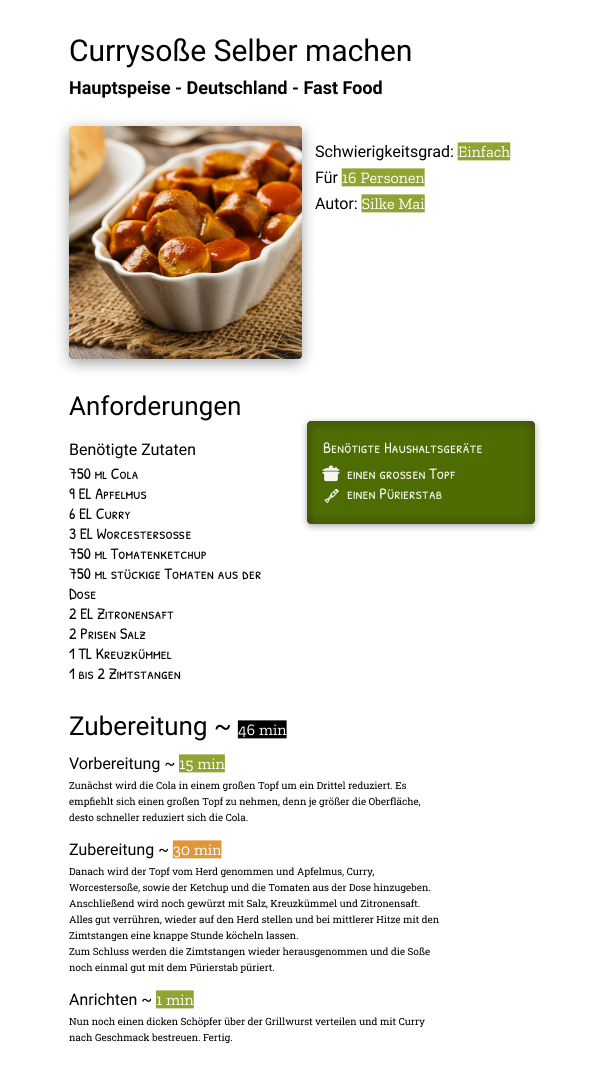 Currysoße Selber machen
Hauptspeise - Deutschland - Fast Food
Schwierigkeitsgrad: Einfach
Für 16 Personen
Autor: Silke Mai
Anforderungen
Benötigte Zutaten
750 ml Cola
9 EL Apfelmus
6 EL Curry
3 EL Worcestersosse
750 ml Tomatenketchup
750 ml stückige Tomaten aus der
Dose
2 EL Zitronensaft
2 Prisen Salz
1 TL Kreuzkümmel
1 bis 2 Zimtstangen
Benötigte Haushaltsgeräte
einen grossen Topf
einen Pürierstab
Zubereitung ~ 46 min
Vorbereitung ~ 15 min
Zunächst wird die Cola in einem großen Topf um ein Drittel reduziert. Es
empfiehlt sich einen großen Topf zu nehmen, denn je größer die Oberfläche,
desto schneller reduziert sich die Cola.
Zubereitung ~ 30 min
Danach wird der Topf vom Herd genommen und Apfelmus, Curry,
Worcestersoße, sowie der Ketchup und die Tomaten aus der Dose hinzugeben.
Anschließend wird noch gewürzt mit Salz, Kreuzkümmel und Zitronensaft.
Alles gut verrühren, wieder auf den Herd stellen und bei mittlerer Hitze mit den
Zimtstangen eine knappe Stunde köcheln lassen.
Zum Schluss werden die Zimtstangen wieder herausgenommen und die Soße
noch einmal gut mit dem Pürierstab püriert.
Anrichten ~ 1 min
Nun noch einen dicken Schöpfer über der Grillwurst verteilen und mit Curry
nach Geschmack bestreuen. Fertig.